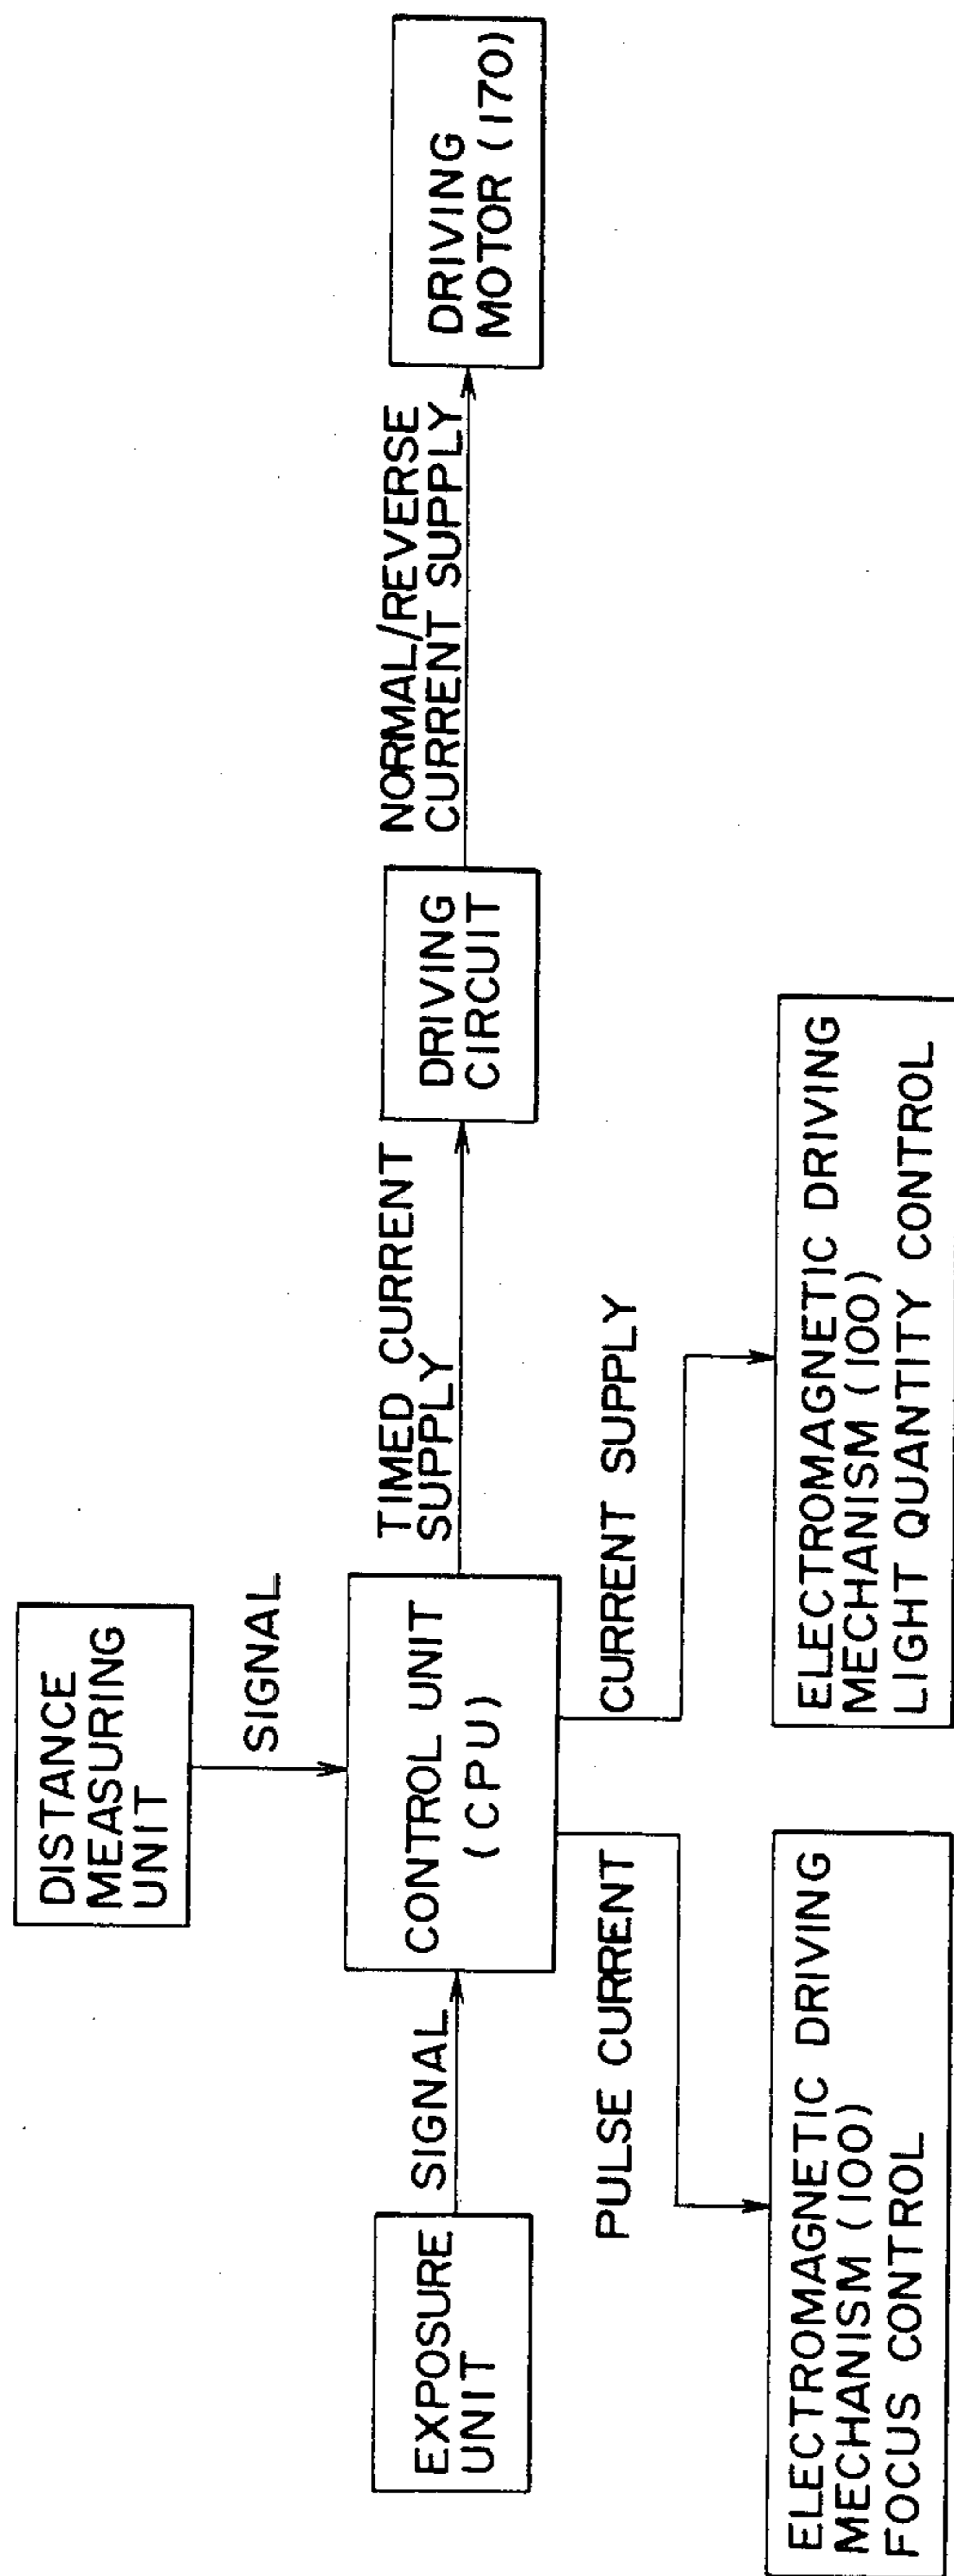 DISTANCE
MEASURING
UNIT
SIGNAL
EXPOSURE
UNIT
SIGNAL
CONTROL UNIT
(CPU)
TIMED CURRENT
SUPPLY
DRIVING
CIRCUIT
NORMAL/REVERSE
CURRENT SUPPLY
DRIVING
MOTOR (170)
PULSE CURRENT
CURRENT SUPPLY
ELECTROMAGNETIC DRIVING
MECHANISM (100)
FOCUS CONTROL
ELECTROMAGNETIC DRIVING
MECHANISM (100)
LIGHT QUANTITY CONTROL